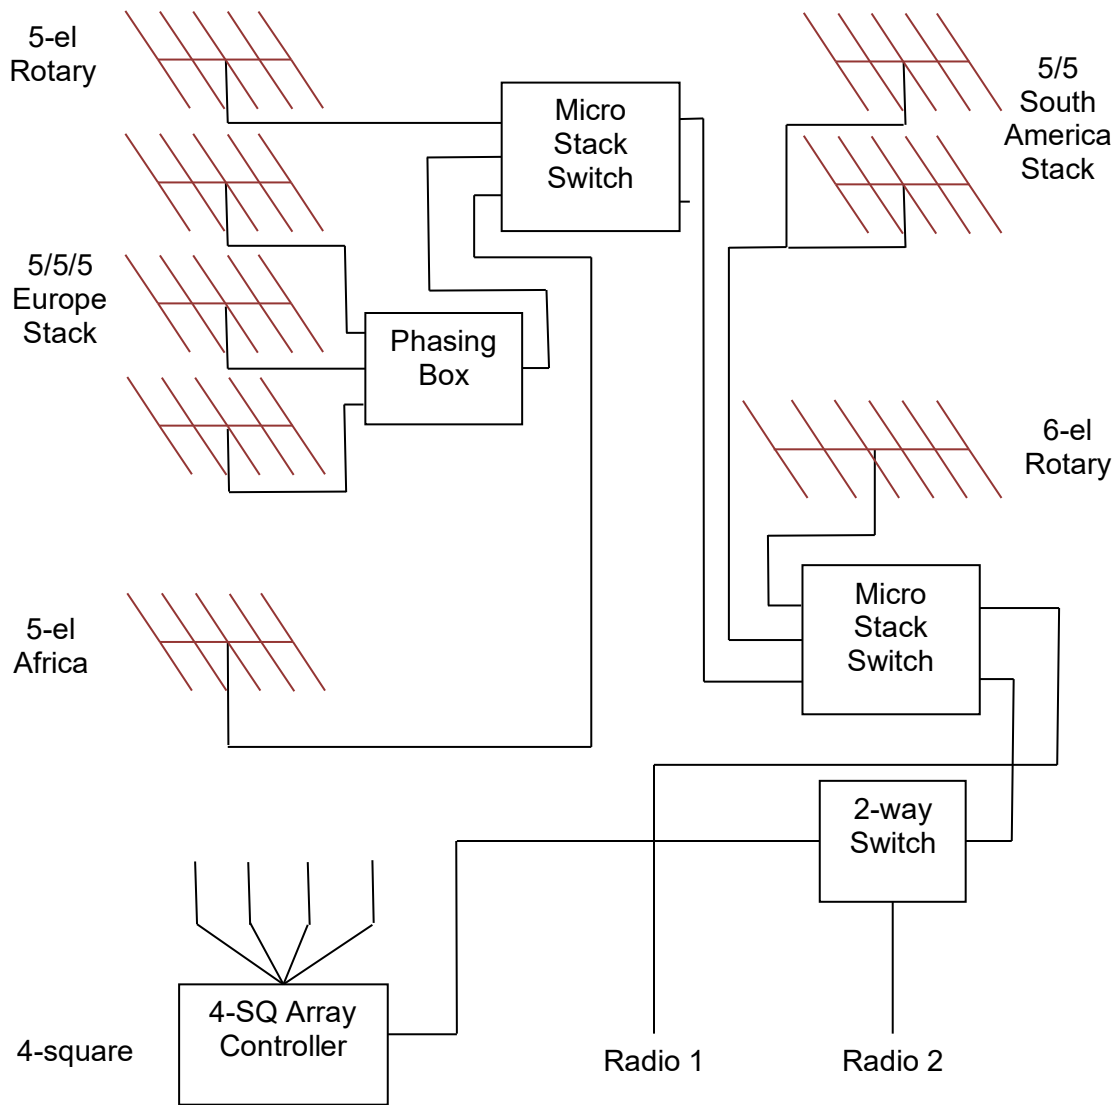 5-el
Rotary
Micro
Stack
Switch
5/5
South
America
Stack
5/5/5
Europe
Stack
Phasing
Box
6-el
Rotary
5-el
Africa
Micro
Stack
Switch
2-way
Switch
4-SQ Array
Controller
4-square
Radio 1
Radio 2